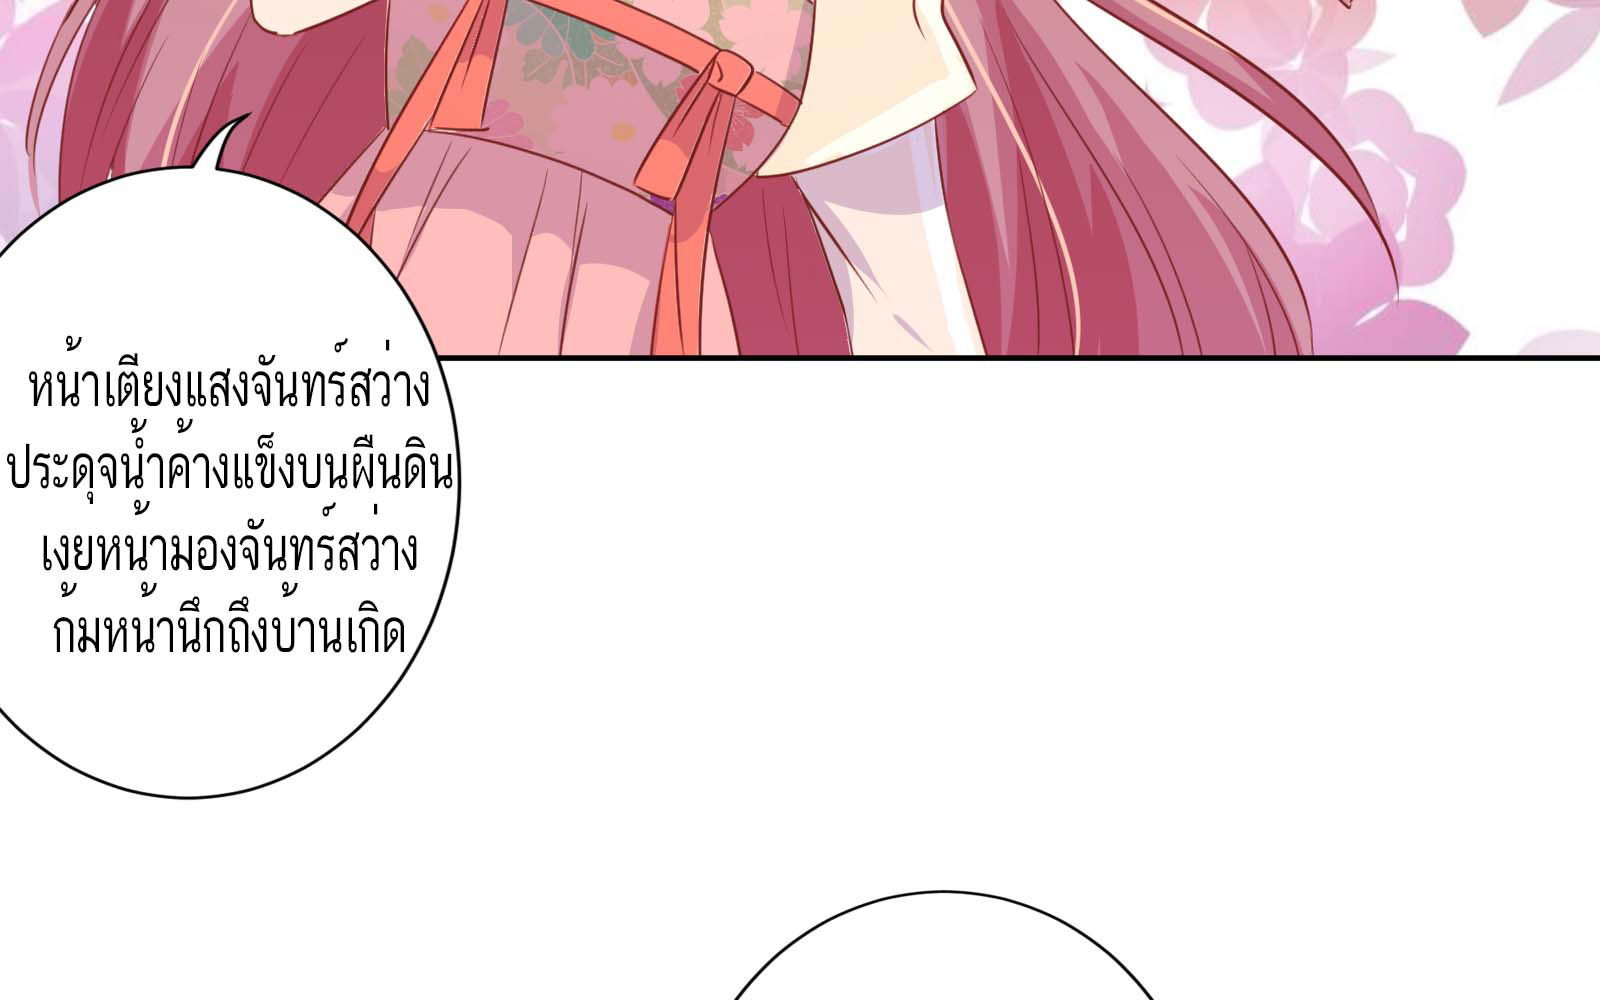 หน้าเตียงแสงจันทร์สว่าง
ประดุจน้ำค้างแข็งบนผืนดิน
เงยหน้ามองจันทร์สว่าง
ก้มหน้านึกถึงบ้านเกิด